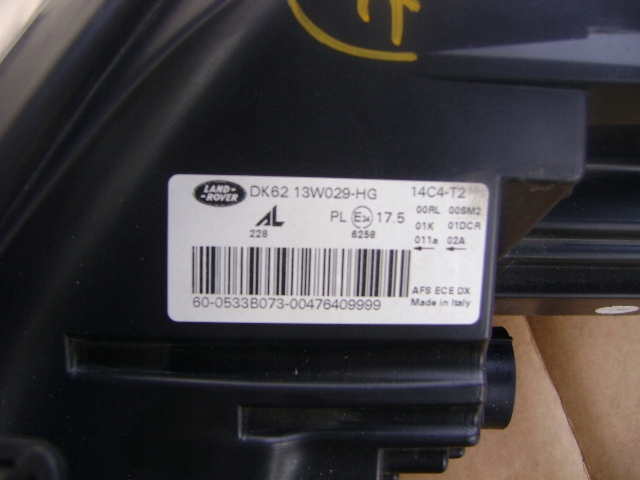 LAND-ROVER DK62 13W029-HG 14C4-T2
AL PL 17.5 00RL 00SM2
228 6258 01K 01DCR
011a 02A
AFS ECE DX
60-0533B073-00476409999 Made in Italy